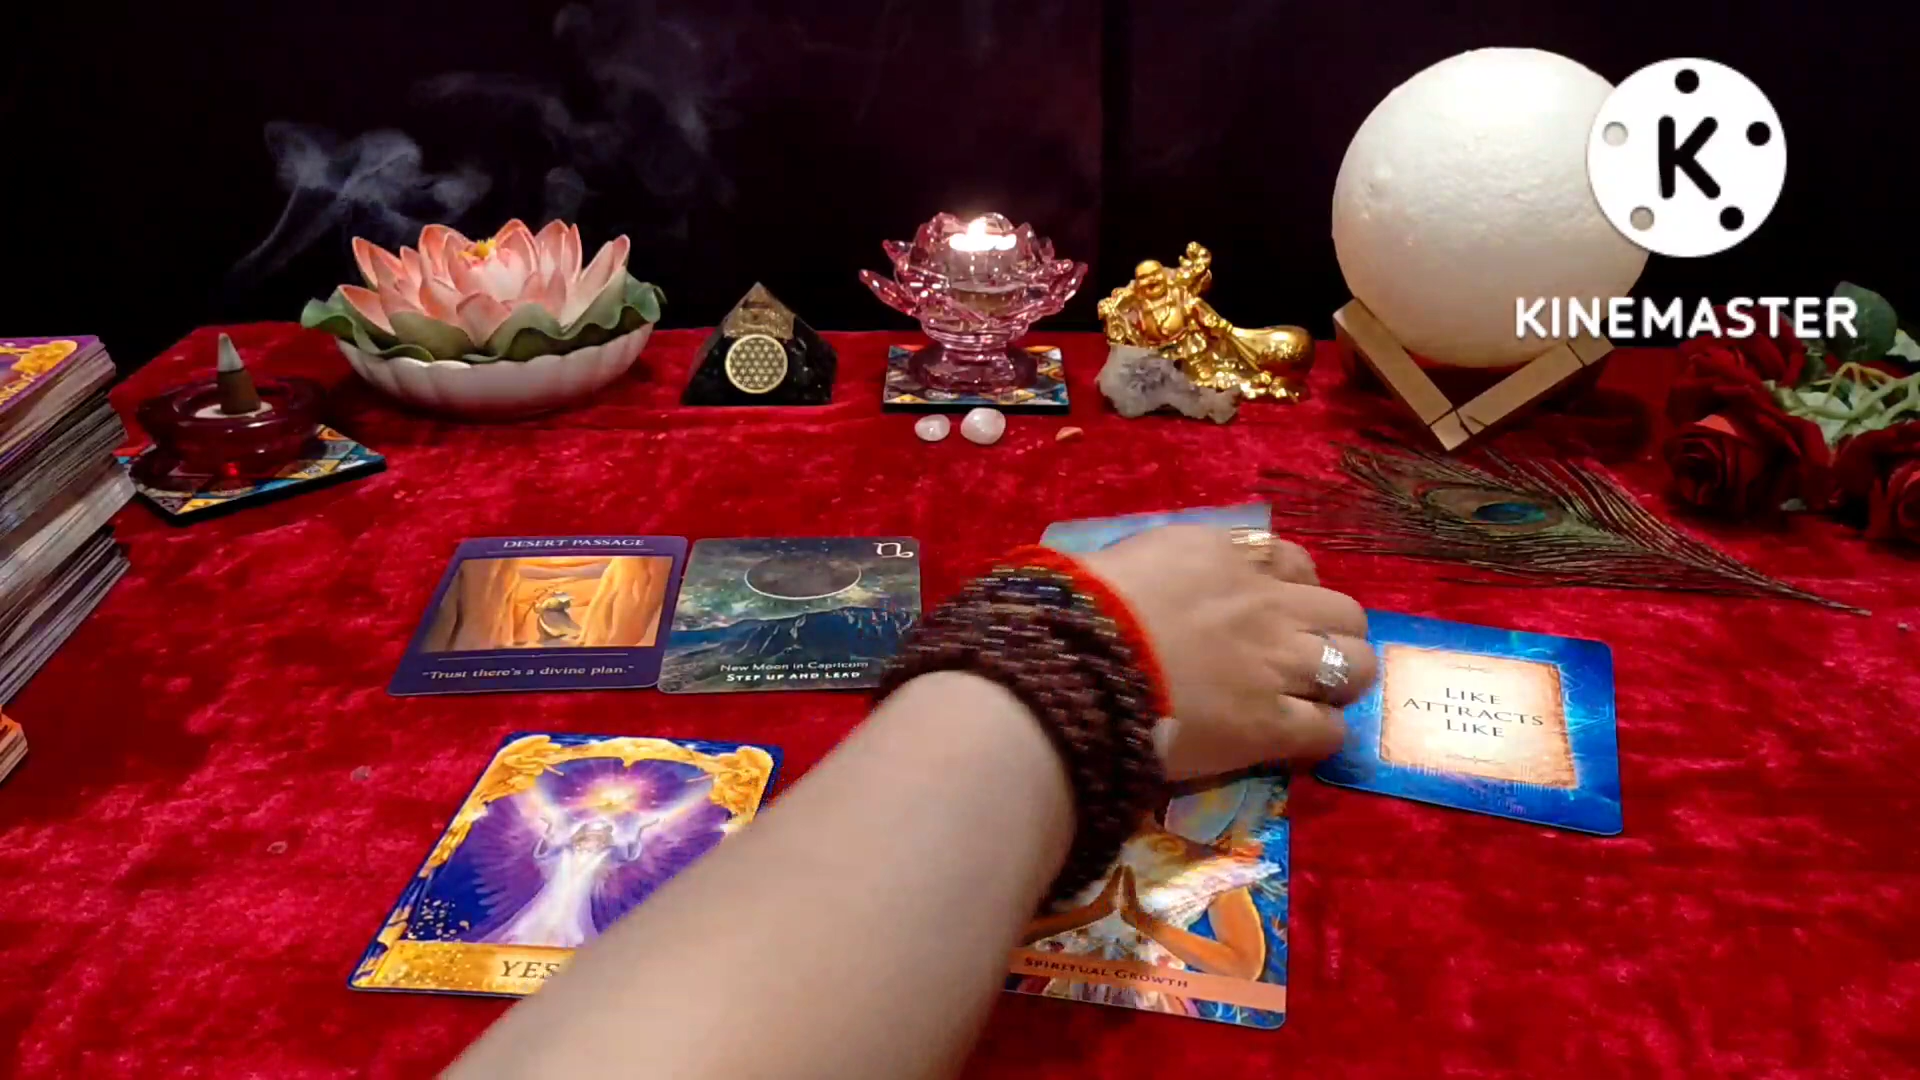 K
KINEMASTER
DESERT PASSAGE
"Trust there's a divine plan."
New Moon in Capricorn
STEP UP AND LEAD
LIKE
ATTRACTS
LIKE
YES
SPIRITUAL GROWTH